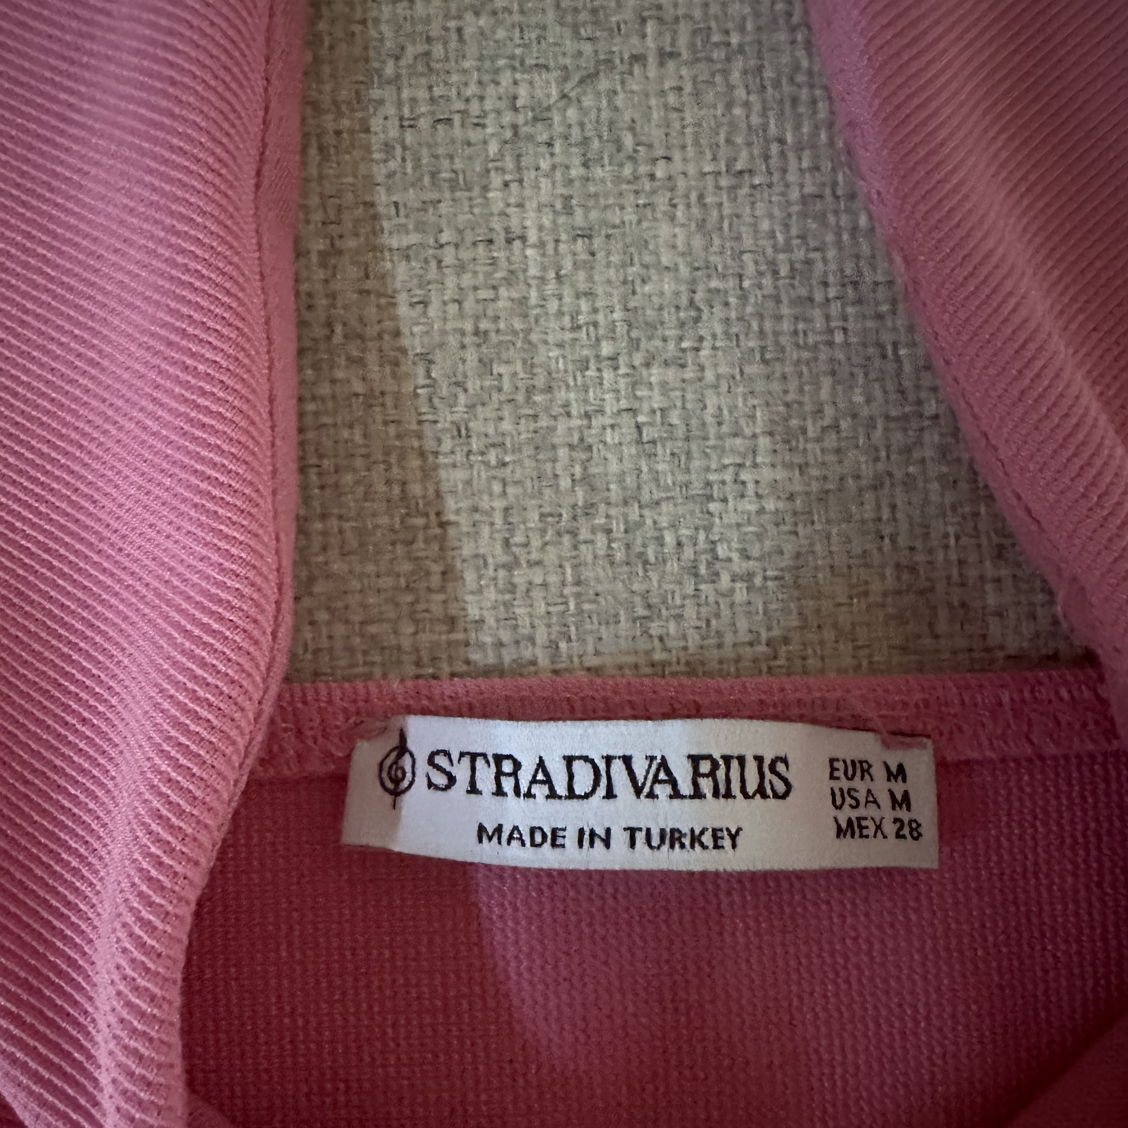 STRADIVARIUS
MADE IN TURKEY
EUR M
USA M
MEX 28